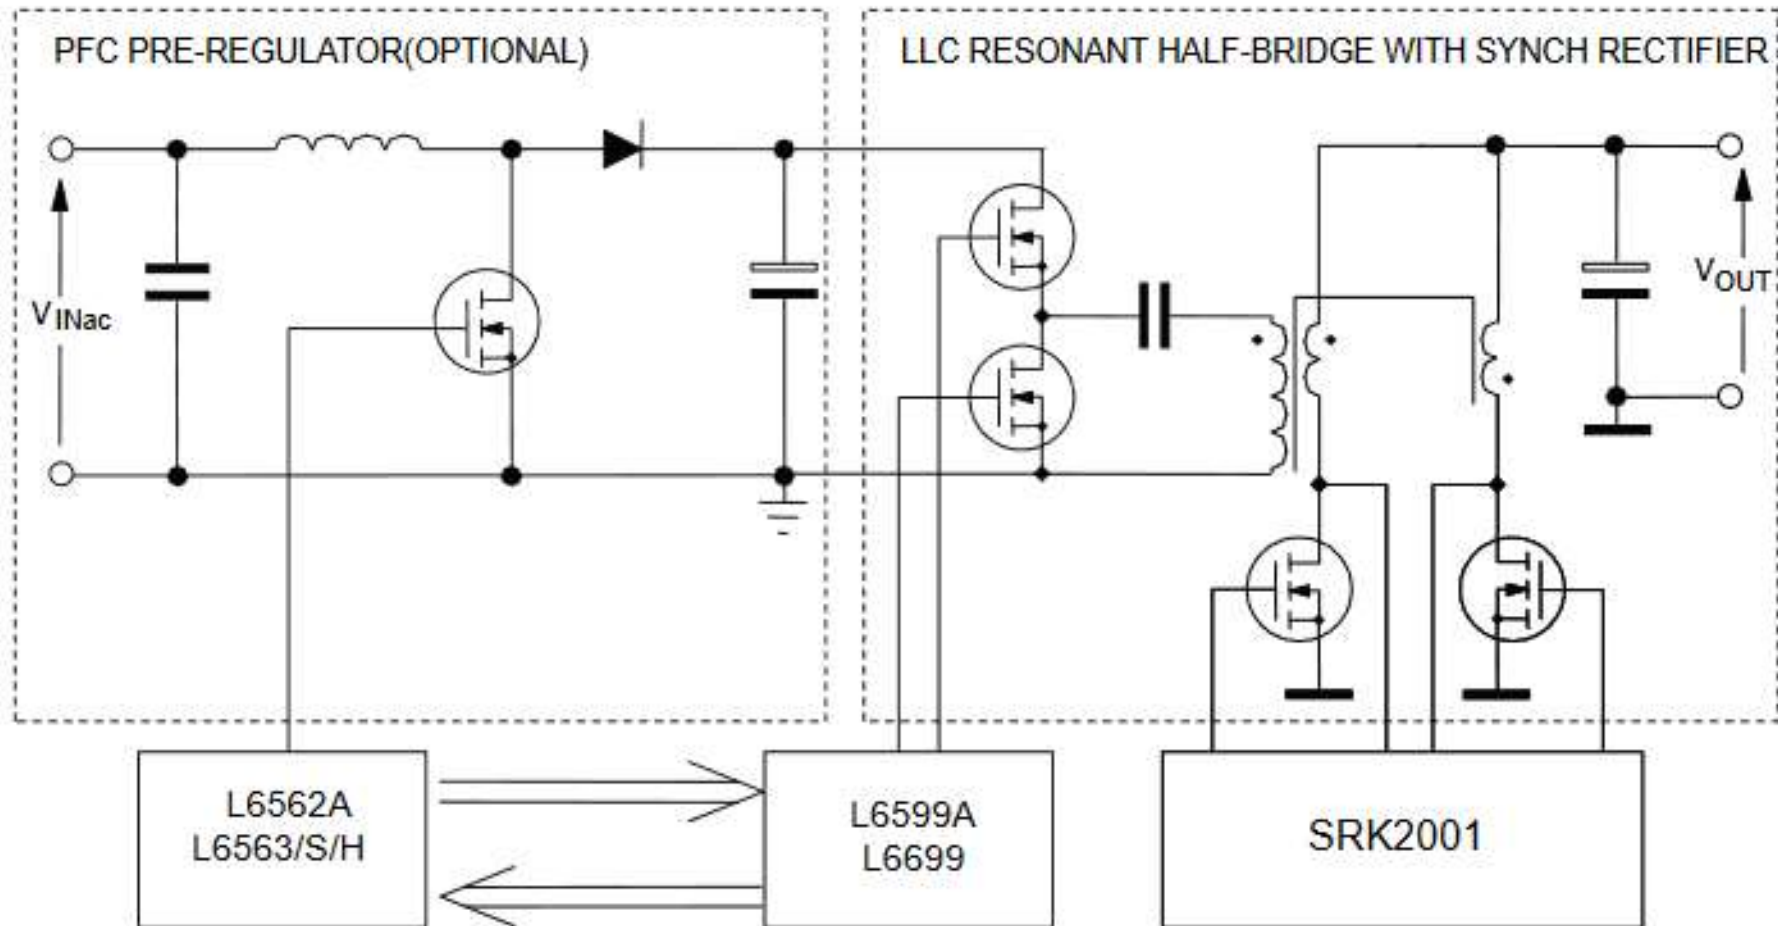 PFC PRE-REGULATOR(OPTIONAL)
LLC RESONANT HALF-BRIDGE WITH SYNCH RECTIFIER
VINac
VOUT
L6562A
L6563/S/H
L6599A
L6699
SRK2001